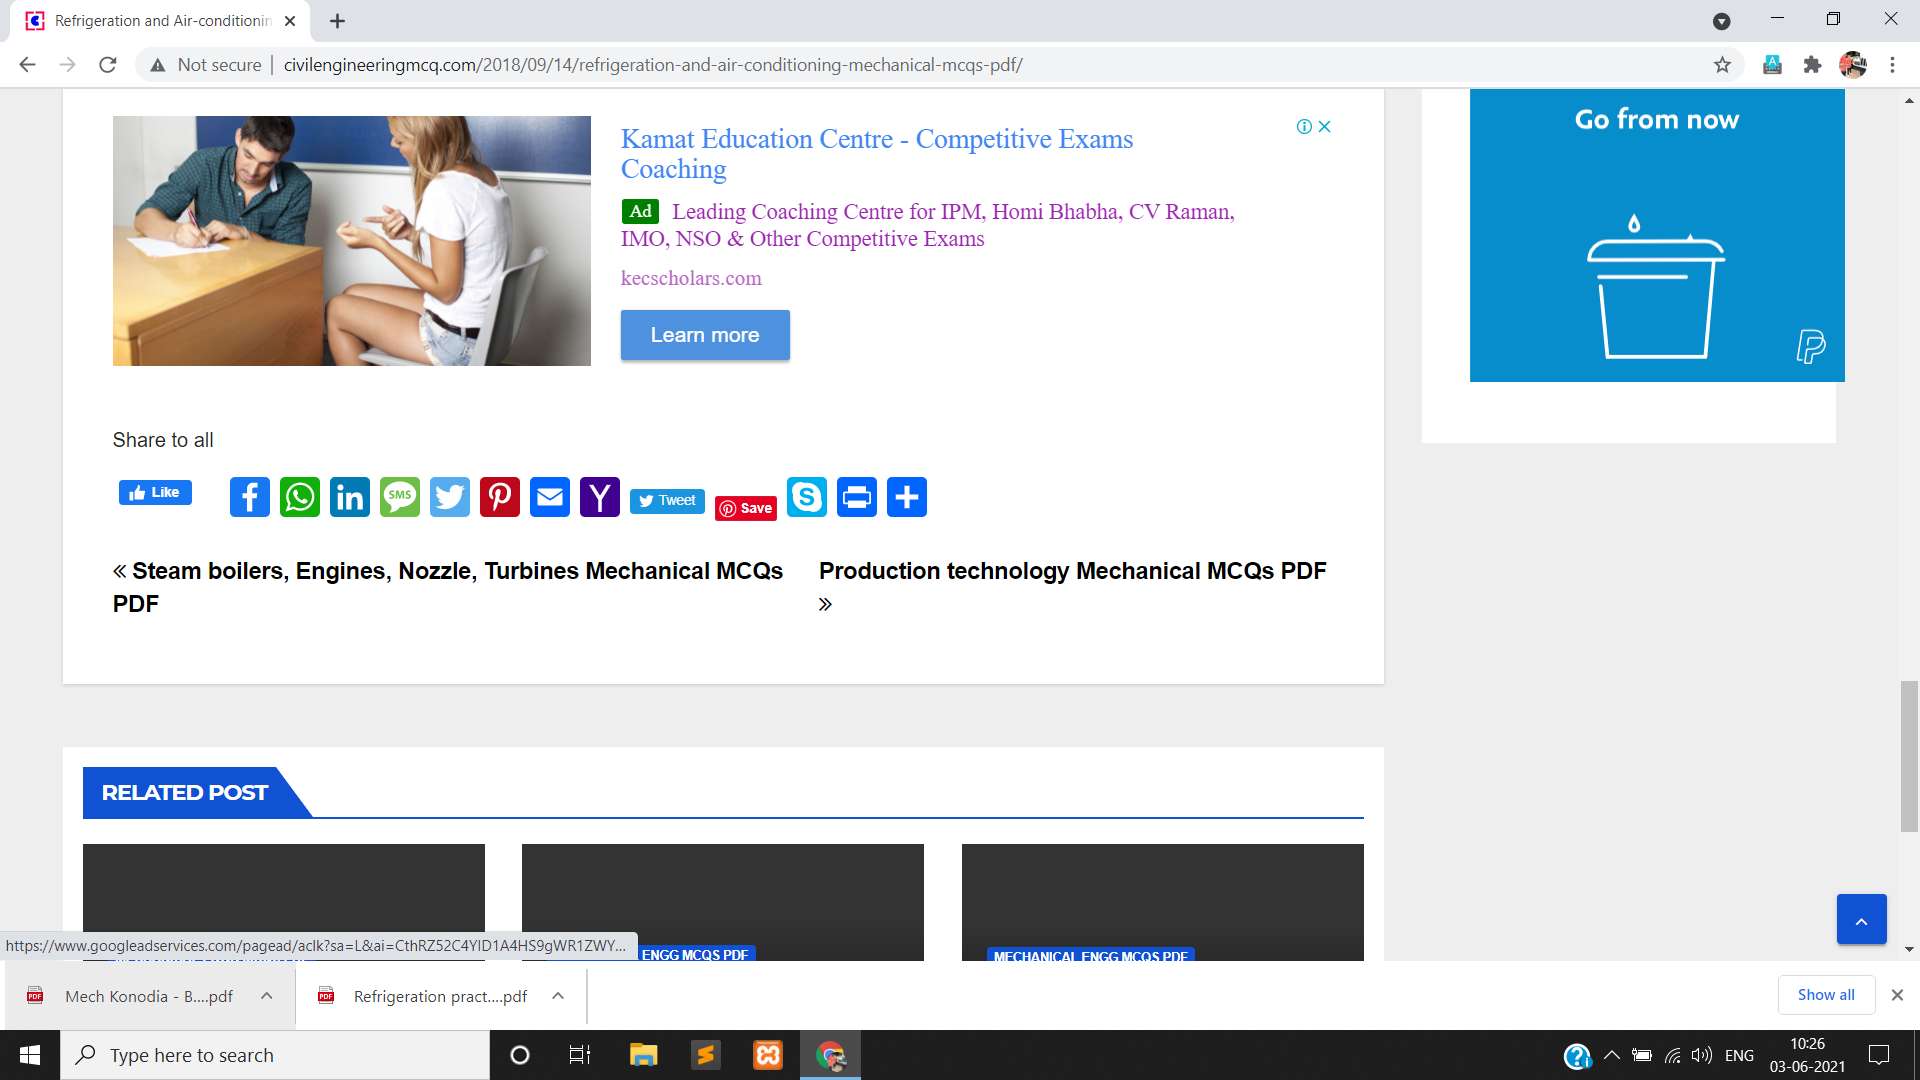 Refrigeration and Air-conditionin
Not secure
civilengineeringmcq.com/2018/09/14/refrigeration-and-air-conditioning-mechanical-mcqs-pdf/
Kamat Education Centre - Competitive Exams
Coaching
Ad Leading Coaching Centre for IPM, Homi Bhabha, CV Raman,
IMO, NSO & Other Competitive Exams
kecscholars.com
Learn more
Go from now
Share to all
Like
SMS
Tweet
Save
« Steam boilers, Engines, Nozzle, Turbines Mechanical MCQs
PDF
Production technology Mechanical MCQs PDF
»
RELATED POST
https://www.googleadservices.com/pagead/aclk?sa=L&ai=CthRZ52C4YID1A4HS9gWR1ZWY...
ENGG MCQS PDF
MECHANICAL ENGG MCQS PDF
Mech Konodia - B....pdf
Refrigeration pract....pdf
Show all
Type here to search
ENG
10:26
03-06-2021